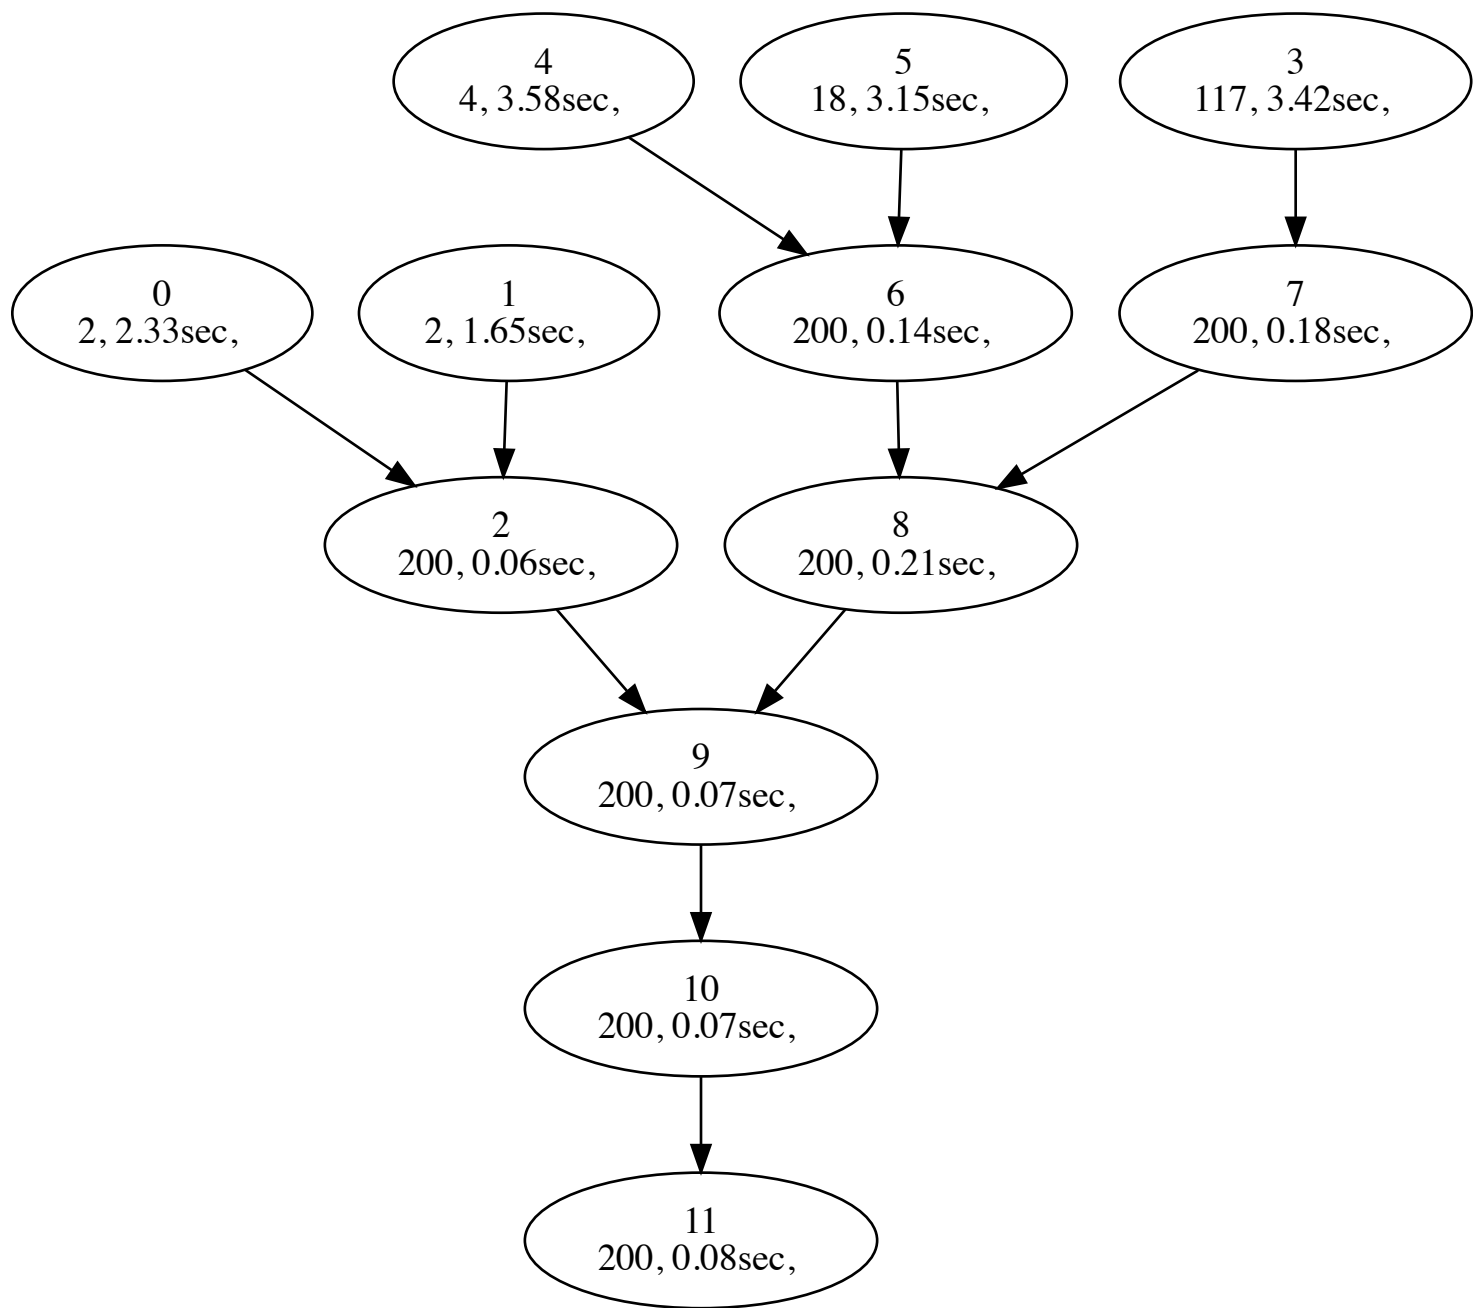 4
4, 3.58sec,
5
18, 3.15sec,
3
117, 3.42sec,
0
2, 2.33sec,
1
2, 1.65sec,
6
200, 0.14sec,
7
200, 0.18sec,
2
200, 0.06sec,
8
200, 0.21sec,
9
200, 0.07sec,
10
200, 0.07sec,
11
200, 0.08sec,